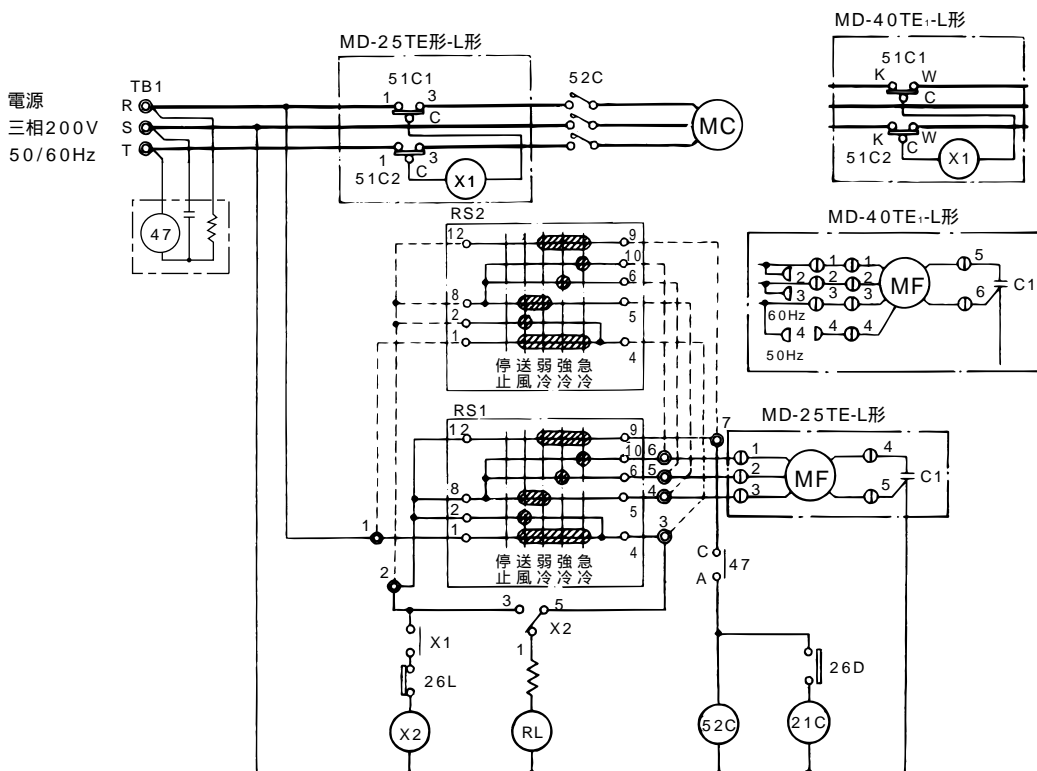 MD-25TE形-L形
51C1
1
3
C
52C
MC
1
3
51C2
C
X1
MD-40TE₁-L形
51C1
K
W
C
K
W
C
51C2
X1
電源
三相200V
50/60Hz
TB1
R
S
T
47
RS2
12
9
10
6
8
5
2
1
4
停止
送風
弱冷
強冷
急冷
MD-40TE₁-L形
1
1
2
2
3
3
60Hz
4
4
50Hz
MF
5
6
C1
RS1
12
9
10
6
8
5
2
1
4
停止
送風
弱冷
強冷
急冷
7
6
5
4
3
1
2
MD-25TE-L形
1
2
3
MF
4
5
C1
C
A
47
3
5
X2
1
X1
26L
26D
X2
RL
52C
21C